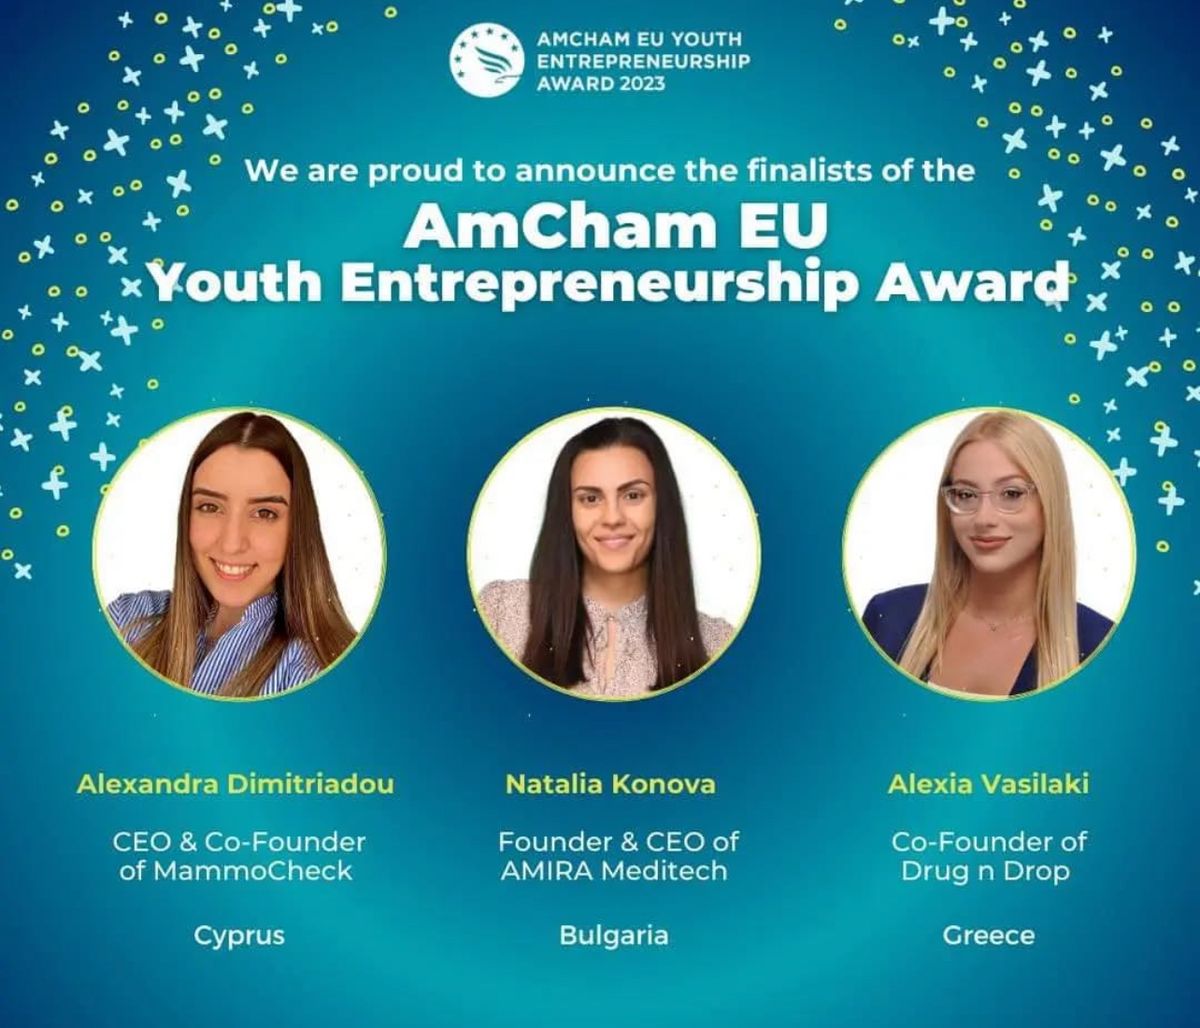 AMCHAM EU YOUTH
ENTREPRENEURSHIP
AWARD 2023
We are proud to announce the finalists of the
AmCham EU
Youth Entrepreneurship Award
Alexandra Dimitriadou
CEO & Co-Founder
of MammoCheck
Cyprus
Natalia Konova
Founder & CEO of
AMIRA Meditech
Bulgaria
Alexia Vasilaki
Co-Founder of
Drug n Drop
Greece